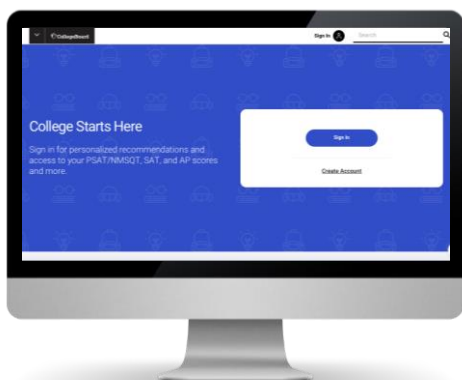 CollegeBoard
Sign In
Search
College Starts Here
Sign in for personalized recommendations and
access to your PSAT/NMSQT, SAT, and AP scores
and more.
Sign In
Create Account